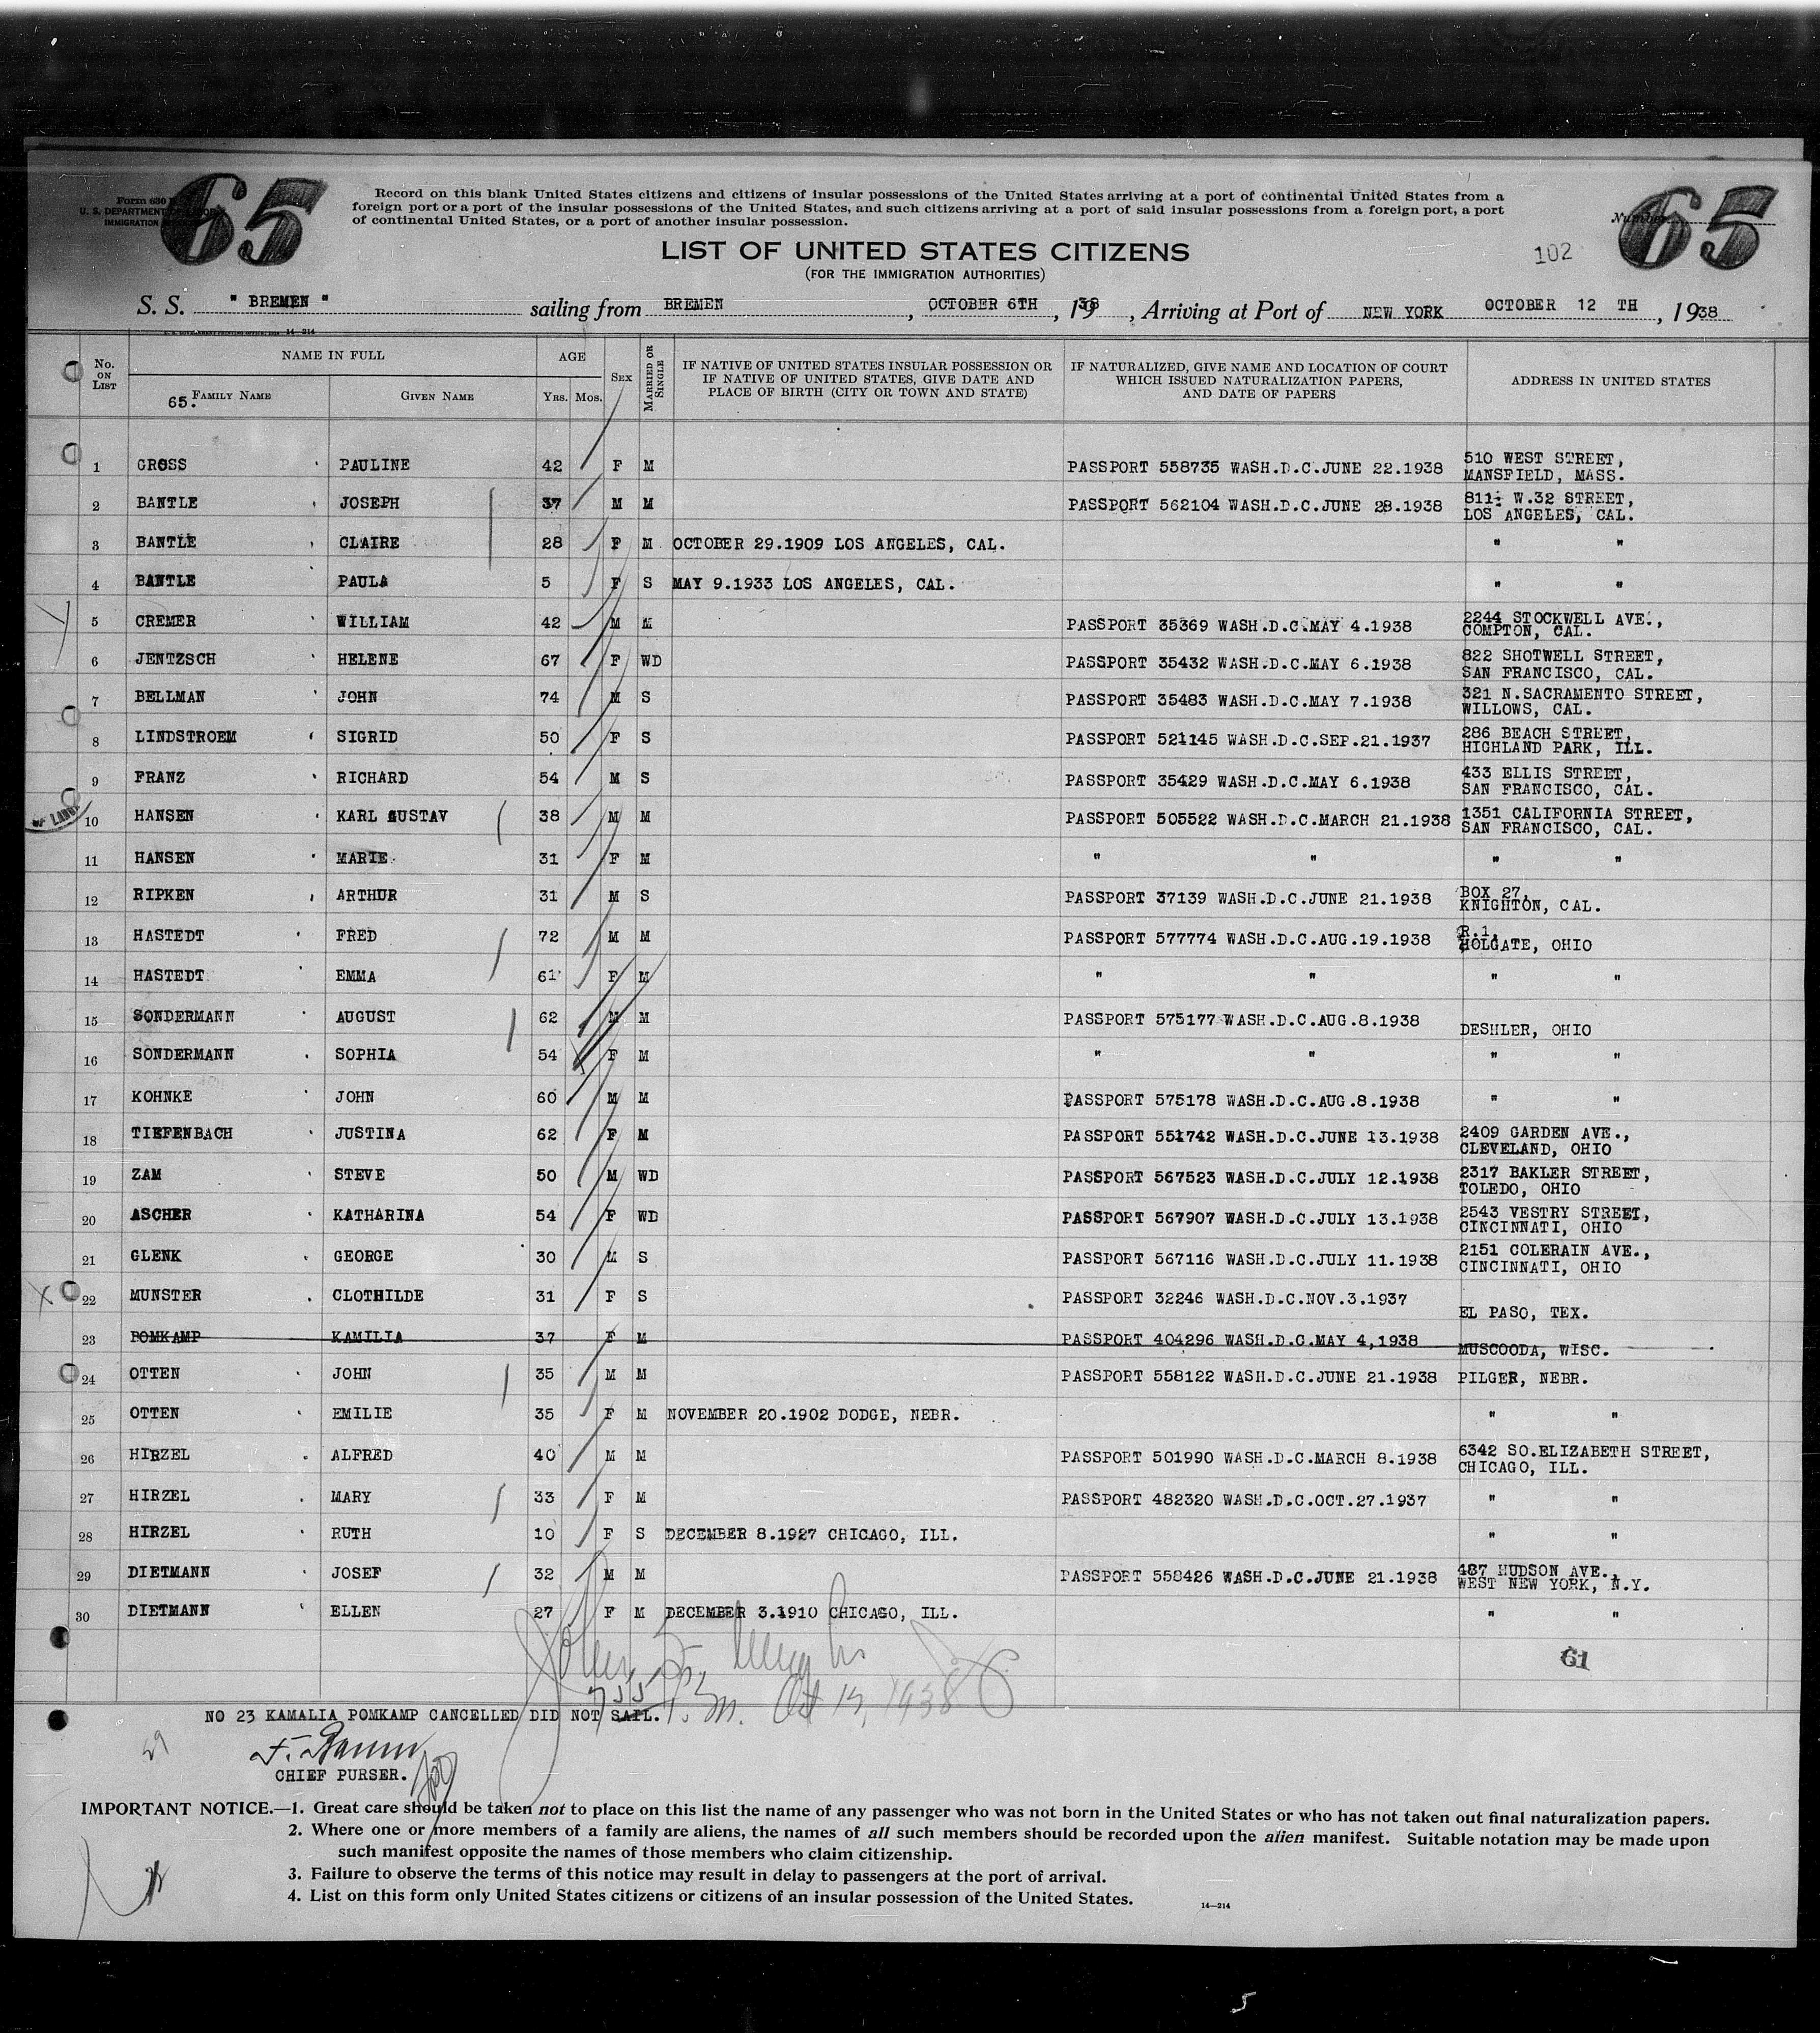 65
65
Form 630
U. S. DEPARTMENT OF LABOR
IMMIGRATION
Record on this blank United States citizens and citizens of insular possessions of the United States arriving at a port of continental United States from a
foreign port or a port of the insular possessions of the United States, and such citizens arriving at a port of said insular possessions from a foreign port, a port
of continental United States, or a port of another insular possession.
Number
102
LIST OF UNITED STATES CITIZENS
(FOR THE IMMIGRATION AUTHORITIES)
S. S. " BREMEN " sailing from BREMEN, OCTOBER 6TH, 1938, Arriving at Port of NEW YORK OCTOBER 12 TH, 1938
No. ON LIST | NAME IN FULL | AGE | SEX | MARRIED OR SINGLE | IF NATIVE OF UNITED STATES INSULAR POSSESSION OR IF NATIVE OF UNITED STATES, GIVE DATE AND PLACE OF BIRTH (CITY OR TOWN AND STATE) | IF NATURALIZED, GIVE NAME AND LOCATION OF COURT WHICH ISSUED NATURALIZATION PAPERS, AND DATE OF PAPERS | ADDRESS IN UNITED STATES
65. FAMILY NAME | GIVEN NAME | YRS. | MOS.
1 GROSS PAULINE 42 F M PASSPORT 558735 WASH.D.C.JUNE 22.1938 510 WEST STREET, MANSFIELD, MASS.
2 BANTLE JOSEPH 37 M M PASSPORT 562104 WASH.D.C.JUNE 28.1938 811½ W.32 STREET, LOS ANGELES, CAL.
3 BANTLE CLAIRE 28 F M OCTOBER 29.1909 LOS ANGELES, CAL. " "
4 BANTLE PAULA 5 F S MAY 9.1933 LOS ANGELES, CAL. " "
5 CREMER WILLIAM 42 M M PASSPORT 35369 WASH.D.C.MAY 4.1938 2244 STOCKWELL AVE., COMPTON, CAL.
6 JENTZSCH HELENE 67 F WD PASSPORT 35432 WASH.D.C.MAY 6.1938 822 SHOTWELL STREET, SAN FRANCISCO, CAL.
7 BELLMAN JOHN 74 M S PASSPORT 35483 WASH.D.C.MAY 7.1938 321 N.SACRAMENTO STREET, WILLOWS, CAL.
8 LINDSTROEM SIGRID 50 F S PASSPORT 521145 WASH.D.C.SEP.21.1937 286 BEACH STREET, HIGHLAND PARK, ILL.
9 FRANZ RICHARD 54 M S PASSPORT 35429 WASH.D.C.MAY 6.1938 433 ELLIS STREET, SAN FRANCISCO, CAL.
10 HANSEN KARL GUSTAV 38 M M PASSPORT 505522 WASH.D.C.MARCH 21.1938 1351 CALIFORNIA STREET, SAN FRANCISCO, CAL.
11 HANSEN MARIE 31 F M " " " "
12 RIPKEN ARTHUR 31 M S PASSPORT 37139 WASH.D.C.JUNE 21.1938 BOX 27, KNIGHTON, CAL.
13 HASTEDT FRED 72 M M PASSPORT 577774 WASH.D.C.AUG.19.1938 R.1, HOLGATE, OHIO
14 HASTEDT EMMA 61 F M " " " "
15 SONDERMANN AUGUST 62 M M PASSPORT 575177 WASH.D.C.AUG.8.1938 DESHLER, OHIO
16 SONDERMANN SOPHIA 54 F M " " " "
17 KOHNKE JOHN 60 M M PASSPORT 575178 WASH.D.C.AUG.8.1938 " "
18 TIEFENBACH JUSTINA 62 F M PASSPORT 551742 WASH.D.C.JUNE 13.1938 2409 GARDEN AVE., CLEVELAND, OHIO
19 ZAM STEVE 50 M WD PASSPORT 567523 WASH.D.C.JULY 12.1938 2317 BAKLER STREET, TOLEDO, OHIO
20 ASCHER KATHARINA 54 F WD PASSPORT 567907 WASH.D.C.JULY 13.1938 2543 VESTRY STREET, CINCINNATI, OHIO
21 GLENK GEORGE 30 M S PASSPORT 567116 WASH.D.C.JULY 11.1938 2151 COLERAIN AVE., CINCINNATI, OHIO
22 MUNSTER CLOTHILDE 31 F S PASSPORT 32246 WASH.D.C.NOV.3.1937 EL PASO, TEX.
23 POMKAMP KAMILIA 37 F M PASSPORT 404296 WASH.D.C.MAY 4,1938 MUSCOODA, WISC.
24 OTTEN JOHN 35 M M PASSPORT 558122 WASH.D.C.JUNE 21.1938 PILGER, NEBR.
25 OTTEN EMILIE 35 F M NOVEMBER 20.1902 DODGE, NEBR. " "
26 HIRZEL ALFRED 40 M M PASSPORT 501990 WASH.D.C.MARCH 8.1938 6342 SO.ELIZABETH STREET, CHICAGO, ILL.
27 HIRZEL MARY 33 F M PASSPORT 482320 WASH.D.C.OCT.27.1937 " "
28 HIRZEL RUTH 10 F S DECEMBER 8.1927 CHICAGO, ILL. " "
29 DIETMANN JOSEF 32 M M PASSPORT 558426 WASH.D.C.JUNE 21.1938 437 HUDSON AVE., WEST NEW YORK, N.Y.
30 DIETMANN ELLEN 27 F M DECEMBER 3.1910 CHICAGO, ILL. " "
61
NO 23 KAMALIA POMKAMP CANCELLED DID NOT SAIL.
CHIEF PURSER.
IMPORTANT NOTICE.—1. Great care should be taken not to place on this list the name of any passenger who was not born in the United States or who has not taken out final naturalization papers.
2. Where one or more members of a family are aliens, the names of all such members should be recorded upon the alien manifest. Suitable notation may be made upon
such manifest opposite the names of those members who claim citizenship.
3. Failure to observe the terms of this notice may result in delay to passengers at the port of arrival.
4. List on this form only United States citizens or citizens of an insular possession of the United States.
14—214
5